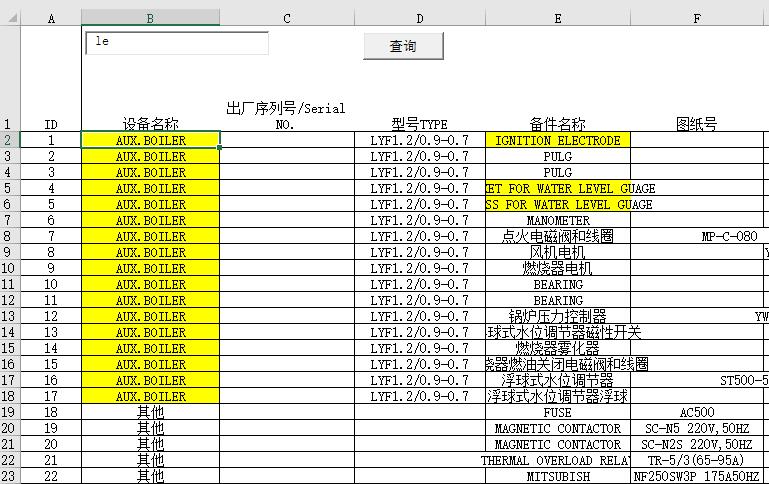 A B C D E F
le
查询
出厂序列号/Serial
1 ID 设备名称 NO. 型号TYPE 备件名称 图纸号
2 1 AUX.BOILER LYF1.2/0.9-0.7 IGNITION ELECTRODE
3 2 AUX.BOILER LYF1.2/0.9-0.7 PULG
4 3 AUX.BOILER LYF1.2/0.9-0.7 PULG
5 4 AUX.BOILER LYF1.2/0.9-0.7 ET FOR WATER LEVEL GUAGE
6 5 AUX.BOILER LYF1.2/0.9-0.7 SS FOR WATER LEVEL GUAGE
7 6 AUX.BOILER LYF1.2/0.9-0.7 MANOMETER
8 7 AUX.BOILER LYF1.2/0.9-0.7 点火电磁阀和线圈 MP-C-080
9 8 AUX.BOILER LYF1.2/0.9-0.7 风机电机
10 9 AUX.BOILER LYF1.2/0.9-0.7 燃烧器电机
11 10 AUX.BOILER LYF1.2/0.9-0.7 BEARING
12 11 AUX.BOILER LYF1.2/0.9-0.7 BEARING
13 12 AUX.BOILER LYF1.2/0.9-0.7 锅炉压力控制器 YW
14 13 AUX.BOILER LYF1.2/0.9-0.7 球式水位调节器磁性开关
15 14 AUX.BOILER LYF1.2/0.9-0.7 燃烧器雾化器
16 15 AUX.BOILER LYF1.2/0.9-0.7 烧器燃油关闭电磁阀和线圈
17 16 AUX.BOILER LYF1.2/0.9-0.7 浮球式水位调节器 ST500-5
18 17 AUX.BOILER LYF1.2/0.9-0.7 浮球式水位调节器浮球
19 18 其他 FUSE AC500
20 19 其他 MAGNETIC CONTACTOR SC-N5 220V,50HZ
21 20 其他 MAGNETIC CONTACTOR SC-N2S 220V,50HZ
22 21 其他 THERMAL OVERLOAD RELA TR-5/3(65-95A)
23 22 其他 MITSUBISH NF250SW3P 175A50HZ